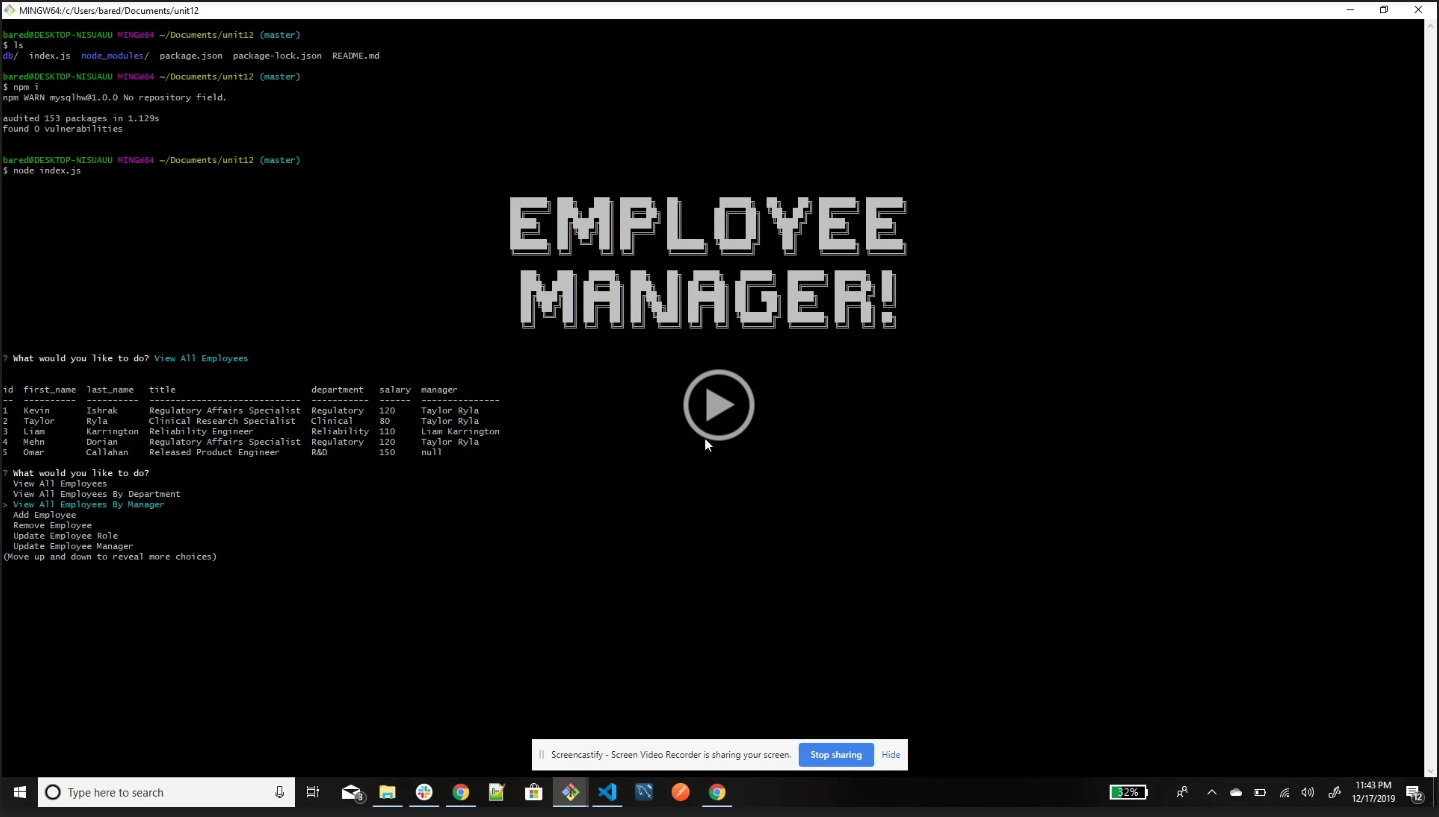 MINGW64:/c/Users/bared/Documents/unit12
bared@DESKTOP-NISUAUU MINGW64 ~/Documents/unit12 (master)
$ ls
db/ index.js node_modules/ package.json package-lock.json README.md
bared@DESKTOP-NISUAUU MINGW64 ~/Documents/unit12 (master)
$ npm i
npm WARN mysqlhw@1.0.0 No repository field.
audited 153 packages in 1.129s
found 0 vulnerabilities
bared@DESKTOP-NISUAUU MINGW64 ~/Documents/unit12 (master)
$ node index.js
EMPLOYEE
MANAGER!
? What would you like to do? View All Employees
id first_name last_name title department salary manager
-- ---------- ---------- ----------------------------- ----------- ------ ---------------
1 Kevin Ishrak Regulatory Affairs Specialist Regulatory 120 Taylor Ryla
2 Taylor Ryla Clinical Research Specialist Clinical 80 Taylor Ryla
3 Liam Karrington Reliability Engineer Reliability 110 Liam Karrington
4 Mehn Dorian Regulatory Affairs Specialist Regulatory 120 Taylor Ryla
5 Omar Callahan Released Product Engineer R&D 150 null
? What would you like to do?
View All Employees
View All Employees By Department
> View All Employees By Manager
Add Employee
Remove Employee
Update Employee Role
Update Employee Manager
(Move up and down to reveal more choices)
Screencastify - Screen Video Recorder is sharing your screen. Stop sharing Hide
Type here to search
32%
11:43 PM
12/17/2019
12